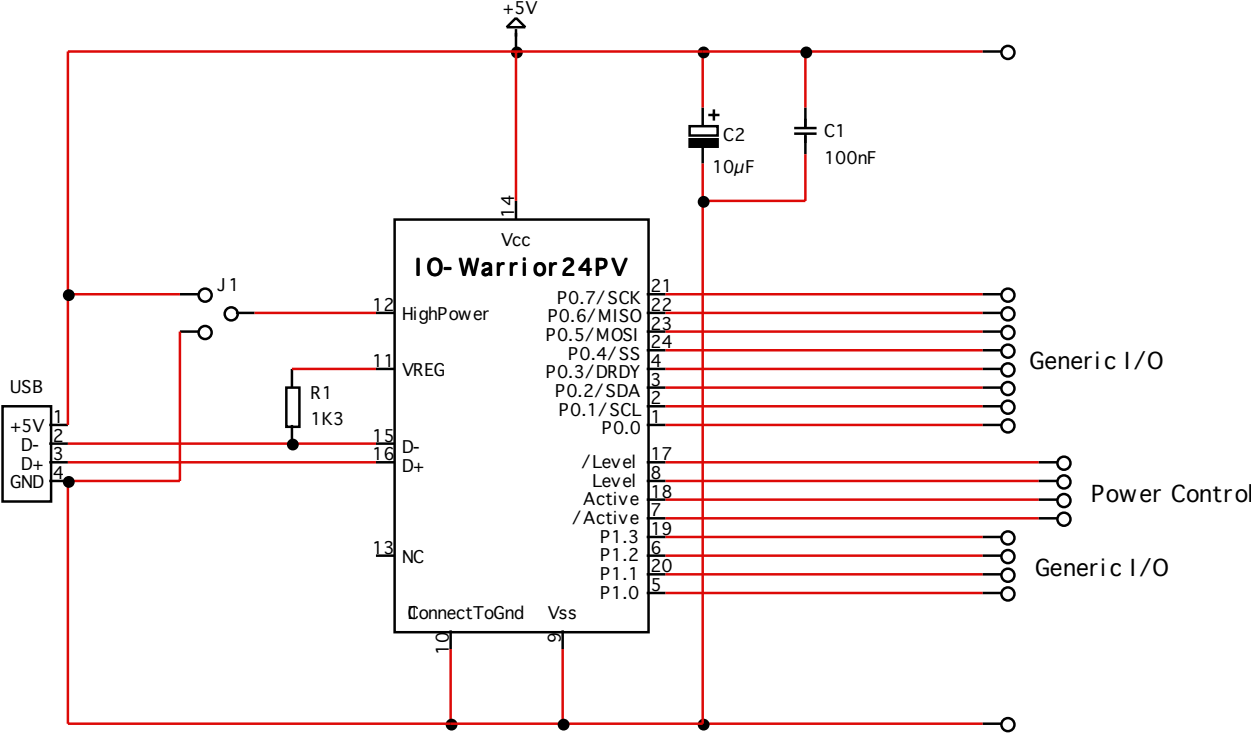 +5V
+
C2
10µF
C1
100nF
14
Vcc
IO-Warrior24PV
J1
12
HighPower
11
VREG
R1
1K3
USB
+5V 1
D- 2
D+ 3
GND 4
15
D-
16
D+
13
NC
ConnectToGnd
10
Vss
9
P0.7/SCK 21
P0.6/MISO 22
P0.5/MOSI 23
P0.4/SS 24
P0.3/DRDY 4
P0.2/SDA 3
P0.1/SCL 2
P0.0 1
Generic I/O
/Level 17
Level 8
Active 18
/Active 7
Power Control
P1.3 19
P1.2 6
P1.1 20
P1.0 5
Generic I/O